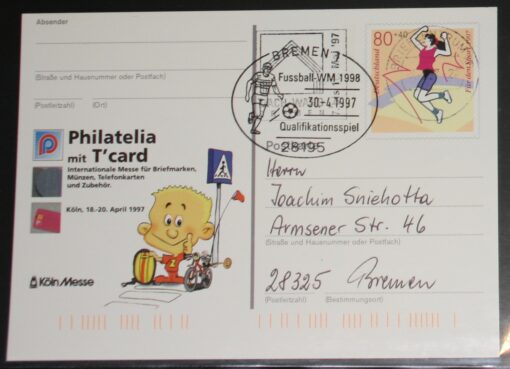 Absender
(Straße und Hausnummer oder Postfach)
(Postleitzahl) (Ort)
Philatelia
mit T'card
Internationale Messe für Briefmarken,
Münzen, Telefonkarten
und Zubehör.
Köln, 18.-20. April 1997
KölnMesse
BREMEN 1
Fussball-WM 1998
30.-4.1997
Qualifikationsspiel
28195
80 +40
Deutschland
Für den Sport 1997
Herrn
Joachim Sniehotta
Armsener Str. 46
(Straße und Hausnummer oder Postfach)
28325 Bremen
(Postleitzahl) (Bestimmungsort)